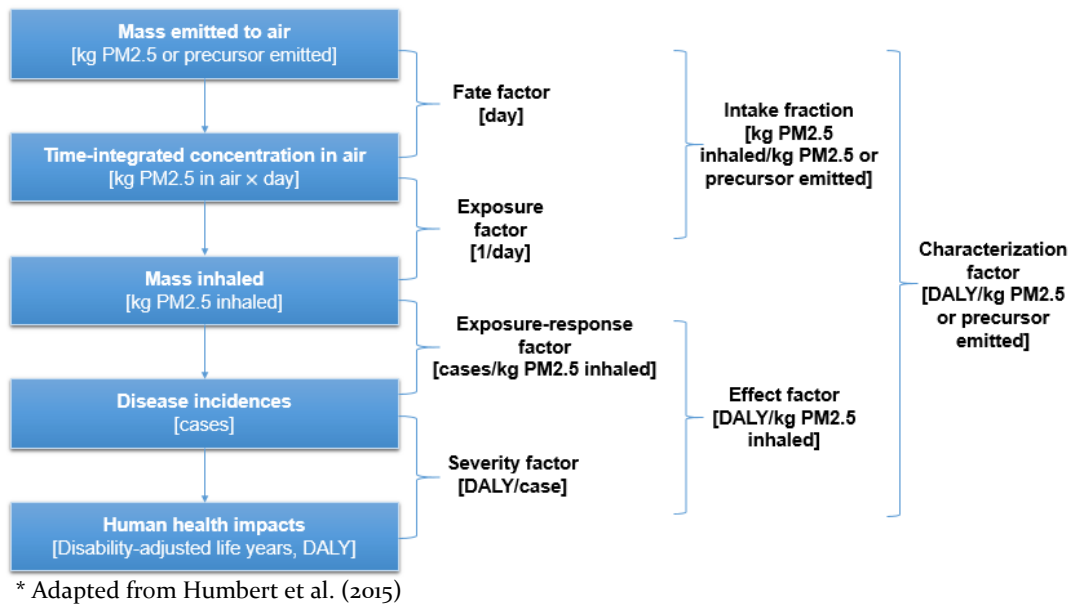 Mass emitted to air
[kg PM2.5 or precursor emitted]
Fate factor
[day]
Time-integrated concentration in air
[kg PM2.5 in air × day]
Exposure
factor
[1/day]
Mass inhaled
[kg PM2.5 inhaled]
Exposure-response
factor
[cases/kg PM2.5 inhaled]
Disease incidences
[cases]
Severity factor
[DALY/case]
Human health impacts
[Disability-adjusted life years, DALY]
Intake fraction
[kg PM2.5
inhaled/kg PM2.5 or
precursor emitted]
Effect factor
[DALY/kg PM2.5
inhaled]
Characterization
factor
[DALY/kg PM2.5
or precursor
emitted]
* Adapted from Humbert et al. (2015)